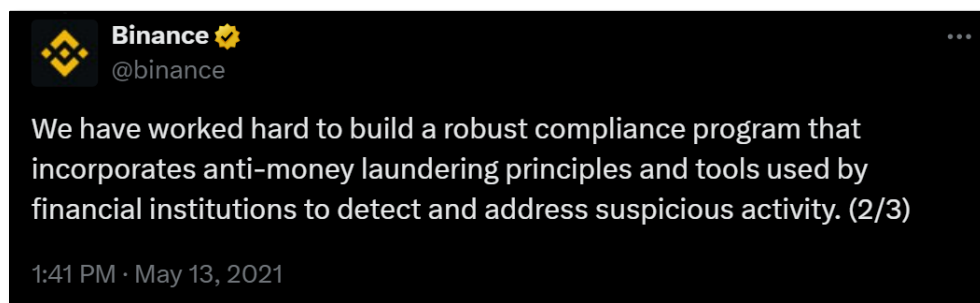 Binance
@binance
We have worked hard to build a robust compliance program that
incorporates anti-money laundering principles and tools used by
financial institutions to detect and address suspicious activity. (2/3)
1:41 PM · May 13, 2021